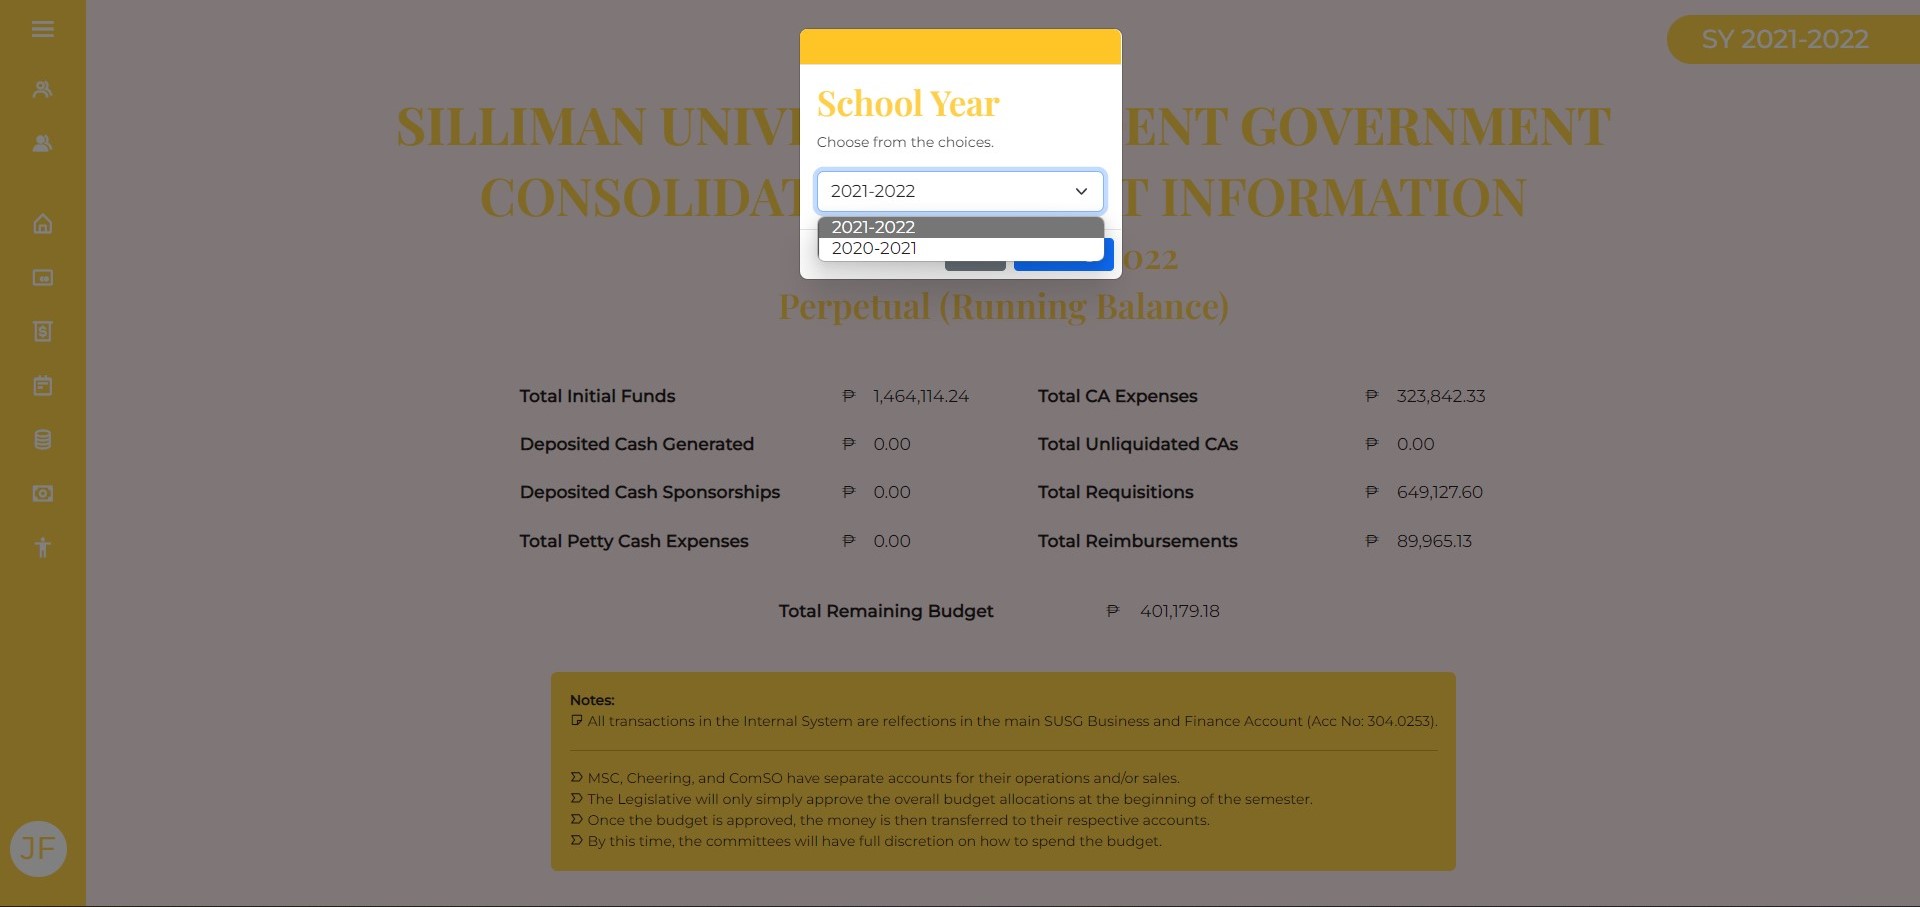 SY 2021-2022
School Year
Choose from the choices.
2021-2022
2021-2022
2020-2021
SILLIMAN GOVERNMENT
INFORMATION
Perpetual (Running Balance)
Total Initial Funds ₱ 1,464,114.24 Total CA Expenses ₱ 323,842.33
Deposited Cash Generated ₱ 0.00 Total Unliquidated CAs ₱ 0.00
Deposited Cash Sponsorships ₱ 0.00 Total Requisitions ₱ 649,127.60
Total Petty Cash Expenses ₱ 0.00 Total Reimbursements ₱ 89,965.13
Total Remaining Budget ₱ 401,179.18
Notes:
All transactions in the Internal System are relfections in the main SUSG Business and Finance Account (Acc No: 304.0253).
MSC, Cheering, and ComSO have separate accounts for their operations and/or sales.
The Legislative will only simply approve the overall budget allocations at the beginning of the semester.
Once the budget is approved, the money is then transferred to their respective accounts.
By this time, the committees will have full discretion on how to spend the budget.
JF